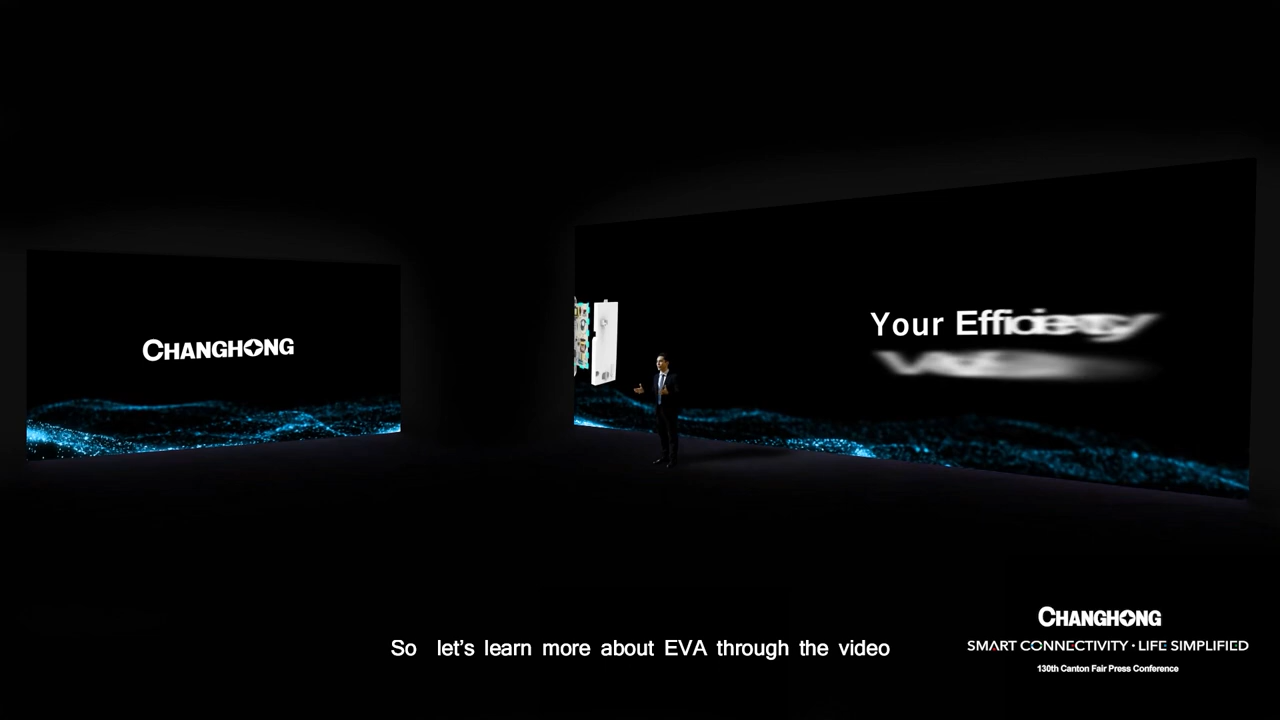 CHANGHONG
Your Efficiency
So let's learn more about EVA through the video
CHANGHONG
SMART CONNECTIVITY · LIFE SIMPLIFIED
130th Canton Fair Press Conference